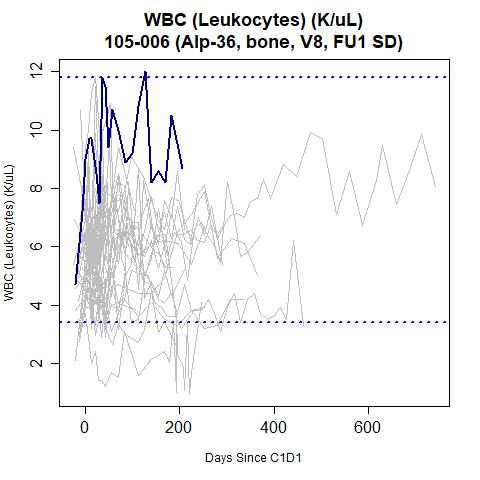 WBC (Leukocytes) (K/uL)
105-006 (Alp-36, bone, V8, FU1 SD)
WBC (Leukocytes) (K/uL)
12
10
8
6
4
2
0
200
400
600
Days Since C1D1